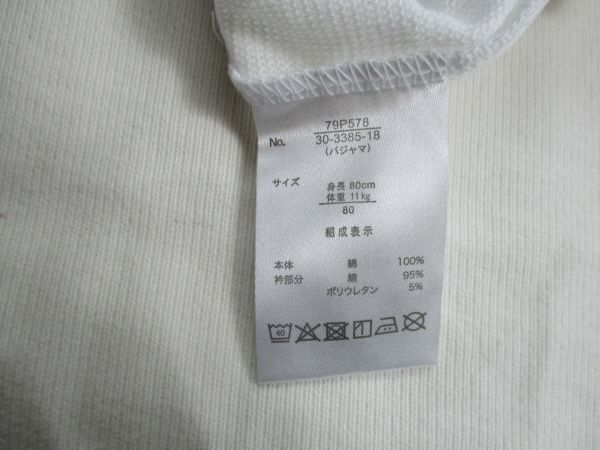 79P578
No. 30-3385-18
(パジャマ)
サイズ 身長 80cm
体重 11kg
80
組成表示
本体 綿 100%
衿部分 綿 95%
ポリウレタン 5%
40